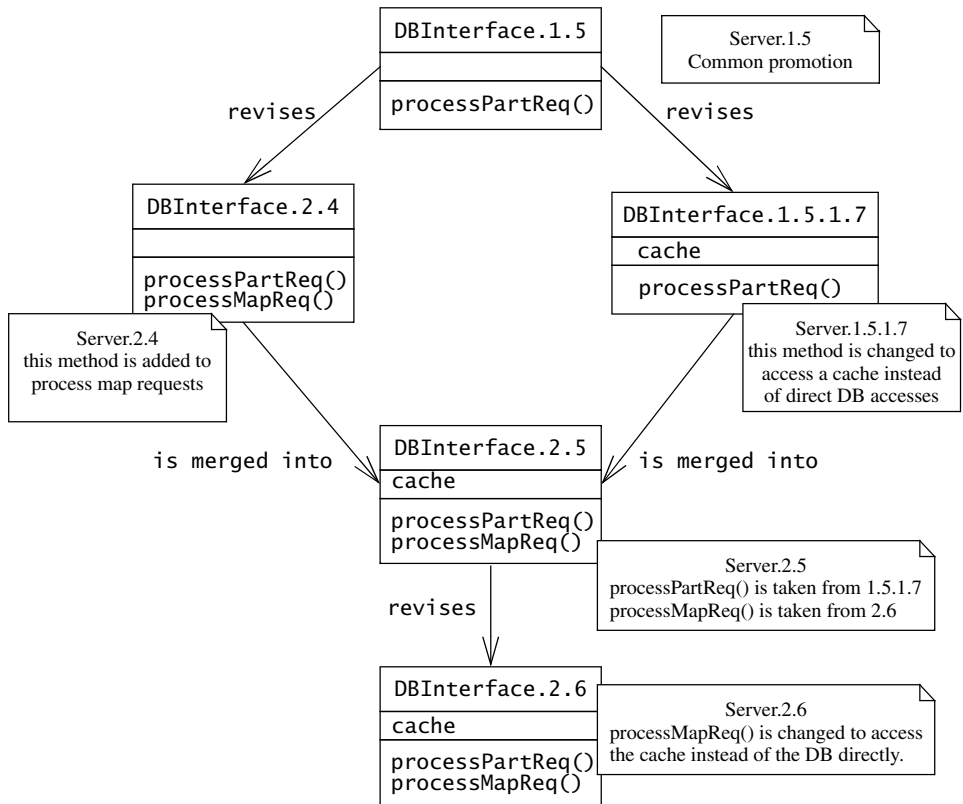 DBInterface.1.5
processPartReq()
Server.1.5
Common promotion
revises
revises
DBInterface.2.4
processPartReq()
processMapReq()
DBInterface.1.5.1.7
cache
processPartReq()
Server.2.4
this method is added to
process map requests
Server.1.5.1.7
this method is changed to
access a cache instead
of direct DB accesses
is merged into
is merged into
DBInterface.2.5
cache
processPartReq()
processMapReq()
Server.2.5
processPartReq() is taken from 1.5.1.7
processMapReq() is taken from 2.6
revises
DBInterface.2.6
cache
processPartReq()
processMapReq()
Server.2.6
processMapReq() is changed to access
the cache instead of the DB directly.